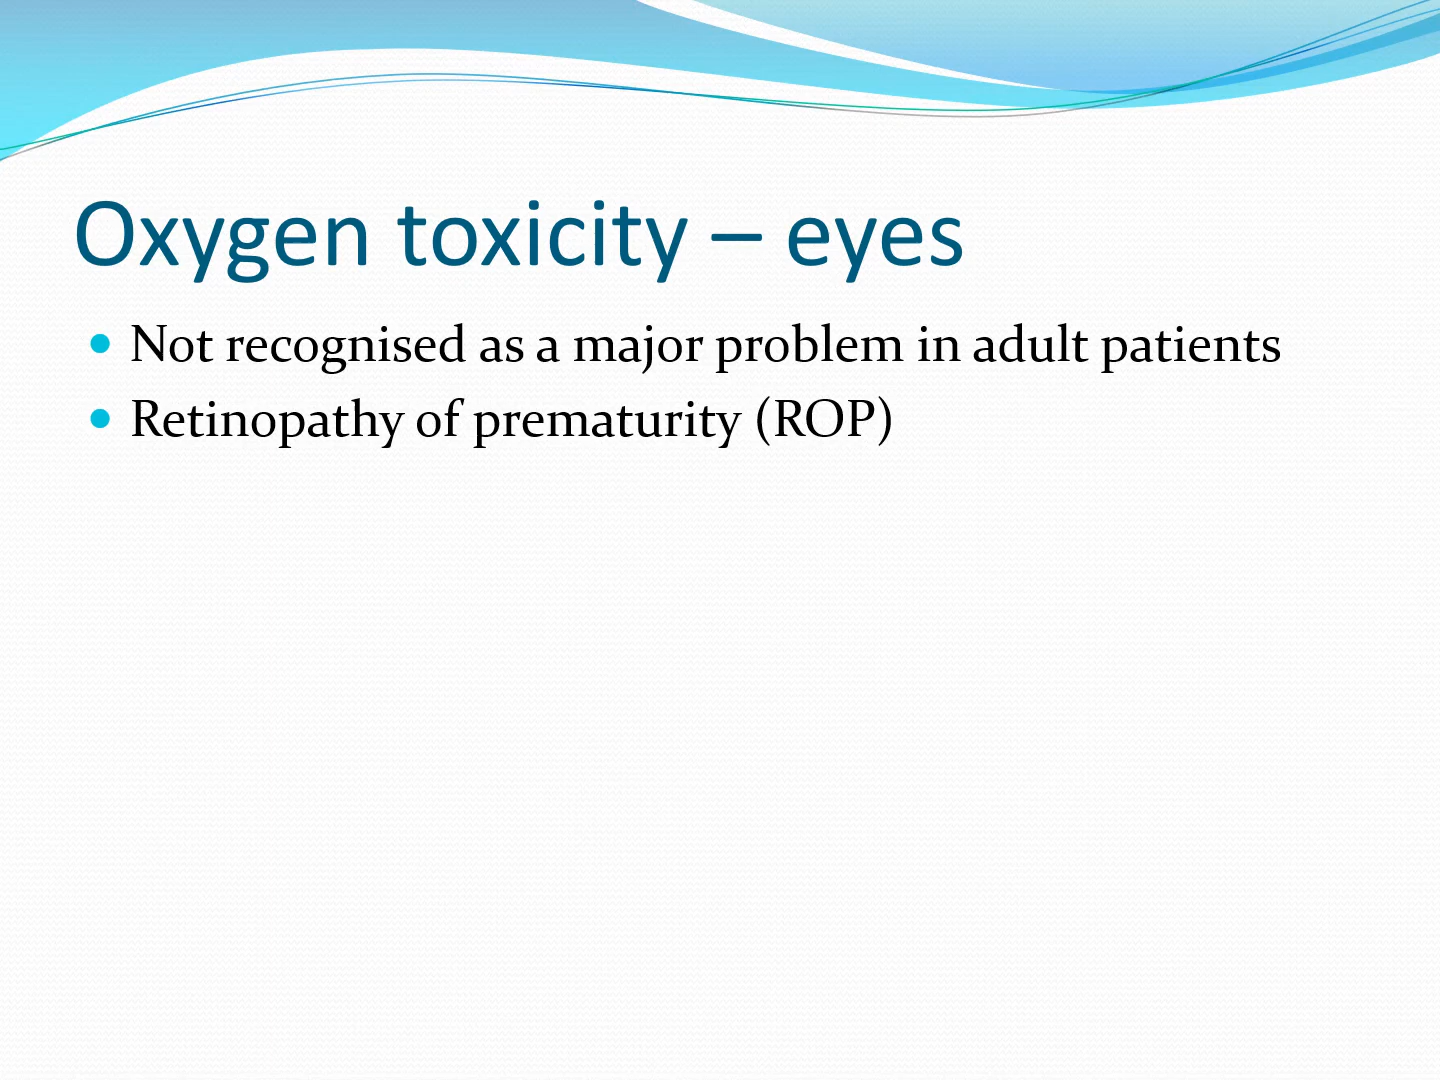 Oxygen toxicity – eyes
• Not recognised as a major problem in adult patients
• Retinopathy of prematurity (ROP)